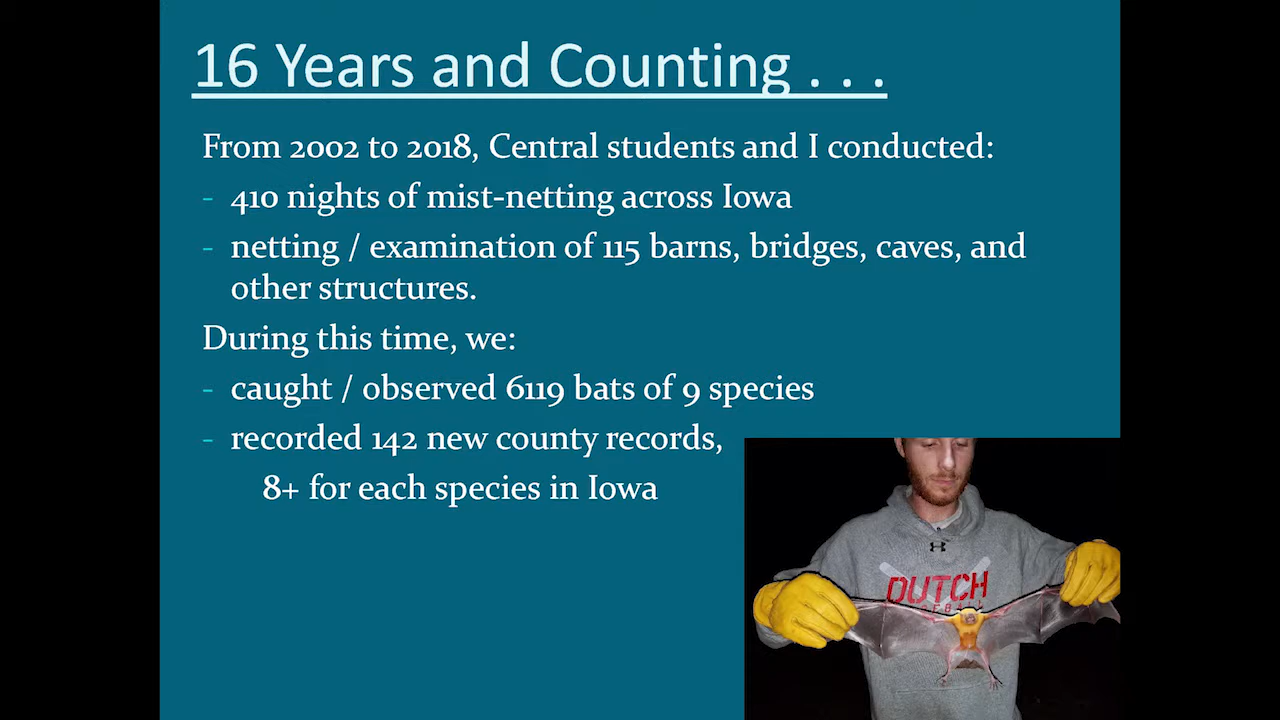 16 Years and Counting . . .
From 2002 to 2018, Central students and I conducted:
- 410 nights of mist-netting across Iowa
- netting / examination of 115 barns, bridges, caves, and
other structures.
During this time, we:
- caught / observed 6119 bats of 9 species
- recorded 142 new county records,
8+ for each species in Iowa
DUTCH